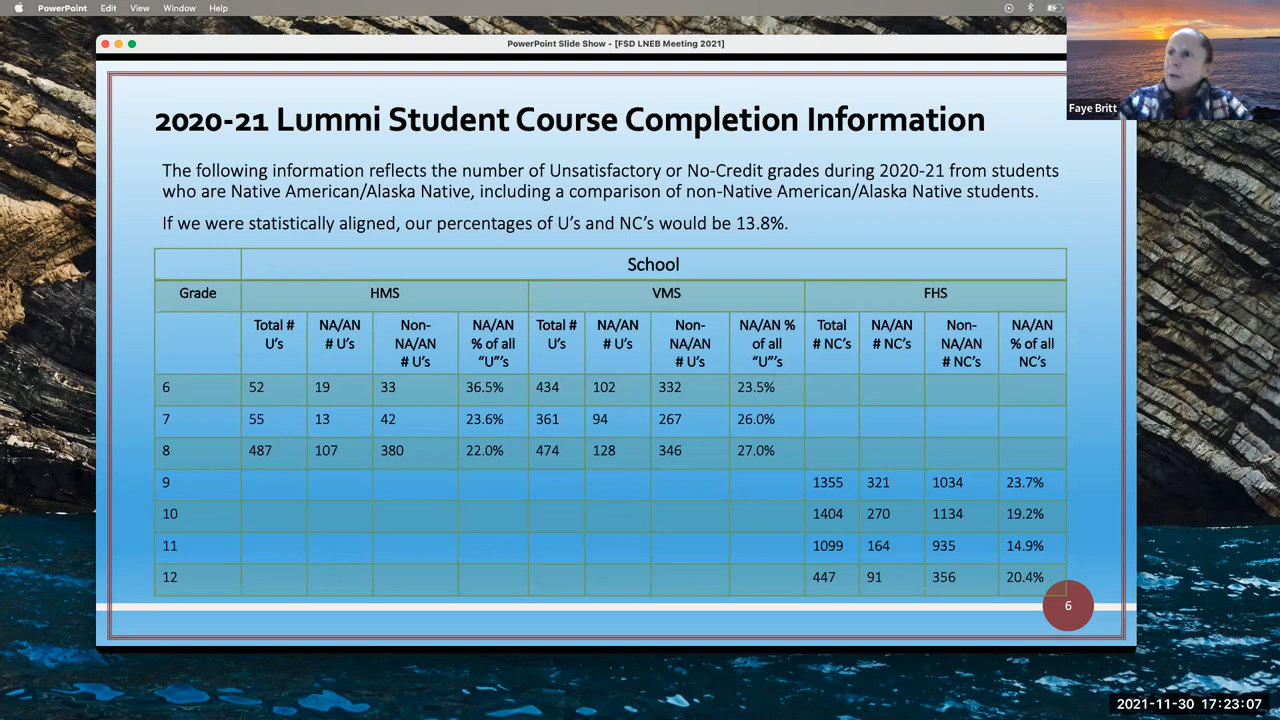 PowerPoint Edit View Window Help
PowerPoint Slide Show - [FSD LNEB Meeting 2021]
Faye Britt
2020-21 Lummi Student Course Completion Information
The following information reflects the number of Unsatisfactory or No-Credit grades during 2020-21 from students
who are Native American/Alaska Native, including a comparison of non-Native American/Alaska Native students.
If we were statistically aligned, our percentages of U's and NC's would be 13.8%.
School
Grade HMS VMS FHS
Total # NA/AN Non- NA/AN Total # NA/AN Non- NA/AN % Total NA/AN Non- NA/AN
U's # U's NA/AN % of all U's # U's NA/AN of all # NC's # NC's NA/AN % of all
# U's "U"'s # U's "U"'s # NC's NC's
6 52 19 33 36.5% 434 102 332 23.5%
7 55 13 42 23.6% 361 94 267 26.0%
8 487 107 380 22.0% 474 128 346 27.0%
9 1355 321 1034 23.7%
10 1404 270 1134 19.2%
11 1099 164 935 14.9%
12 447 91 356 20.4%
6
2021-11-30 17:23:07